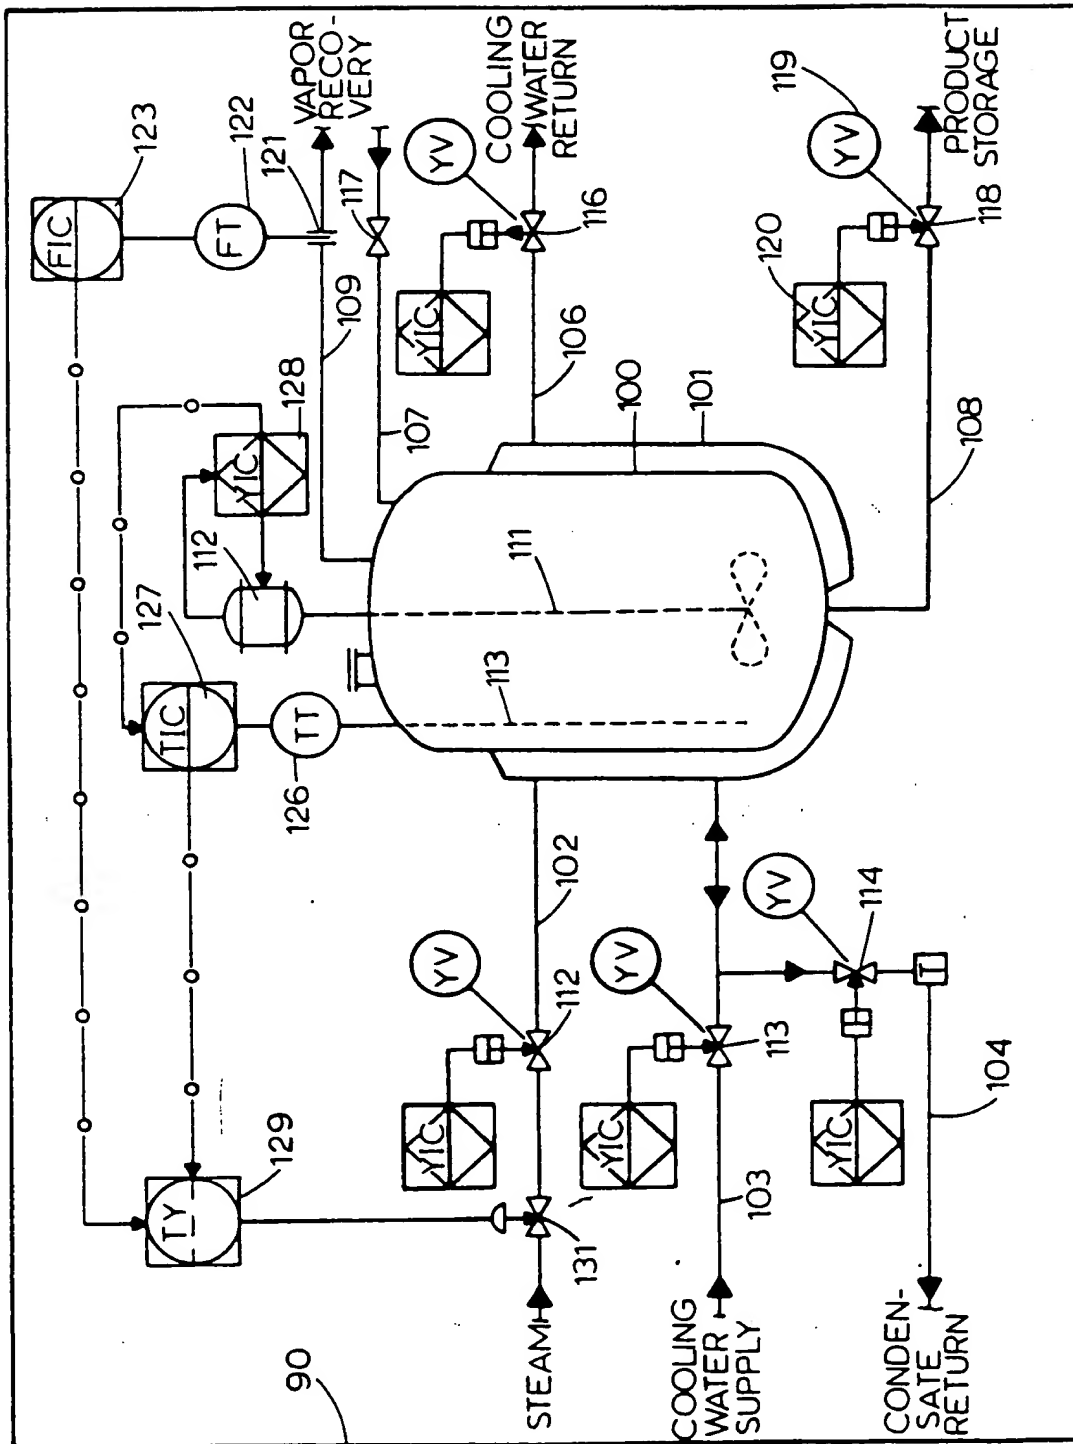 FIC
123
FT
122
121
VAPOR
RECO-
VERY
117
109
107
YIC
128
112
TIC
127
TT
126
TY
129
YV
COOLING
WATER
RETURN
116
YIC
106
100
101
111
113
102
YV
112
YIC
131
STEAM
90
YV
119
118
PRODUCT
STORAGE
YIC
120
108
YV
113
YIC
103
COOLING
WATER
SUPPLY
YV
114
T
YIC
104
CONDEN-
SATE
RETURN